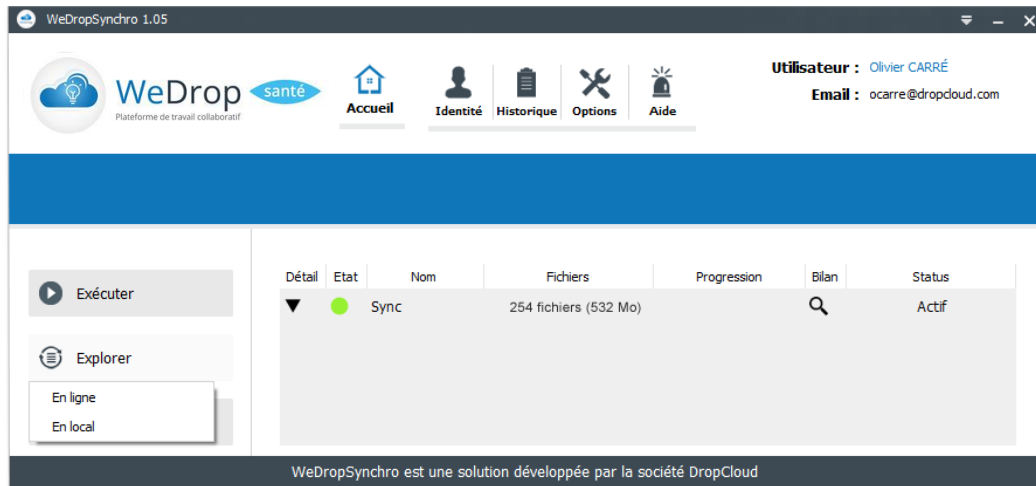 WeDropSynchro 1.05
WeDrop santé
Plateforme de travail collaboratif
Accueil
Identité
Historique
Options
Aide
Utilisateur : Olivier CARRÉ
Email : ocarre@dropcloud.com
Exécuter
Explorer
En ligne
En local
Détail Etat Nom Fichiers Progression Bilan Status
Sync 254 fichiers (532 Mo) Actif
WeDropSynchro est une solution développée par la société DropCloud